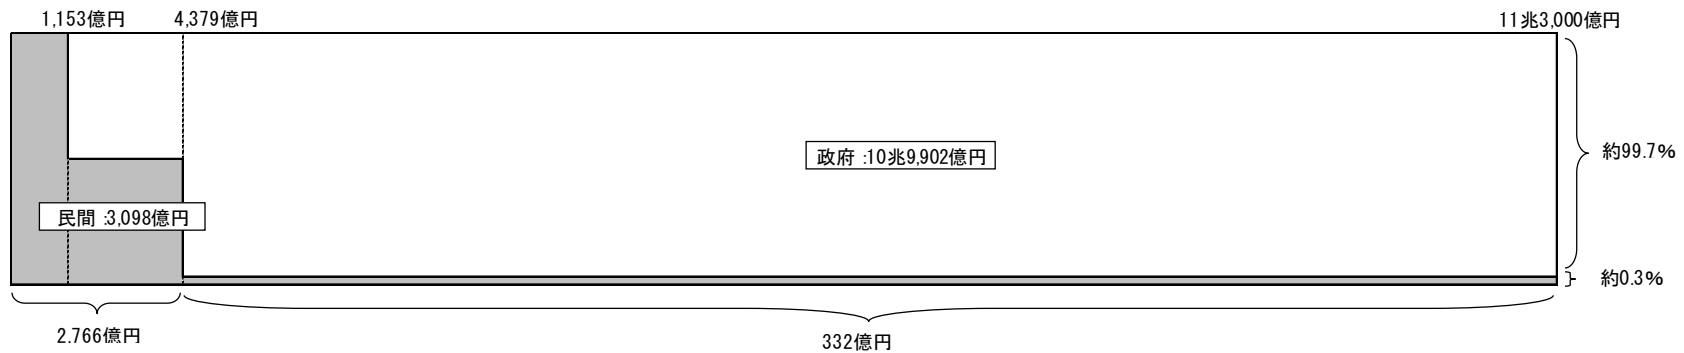 1,153億円
4,379億円
11兆3,000億円
政府:10兆9,902億円
約99.7%
民間:3,098億円
約0.3%
2.766億円
332億円